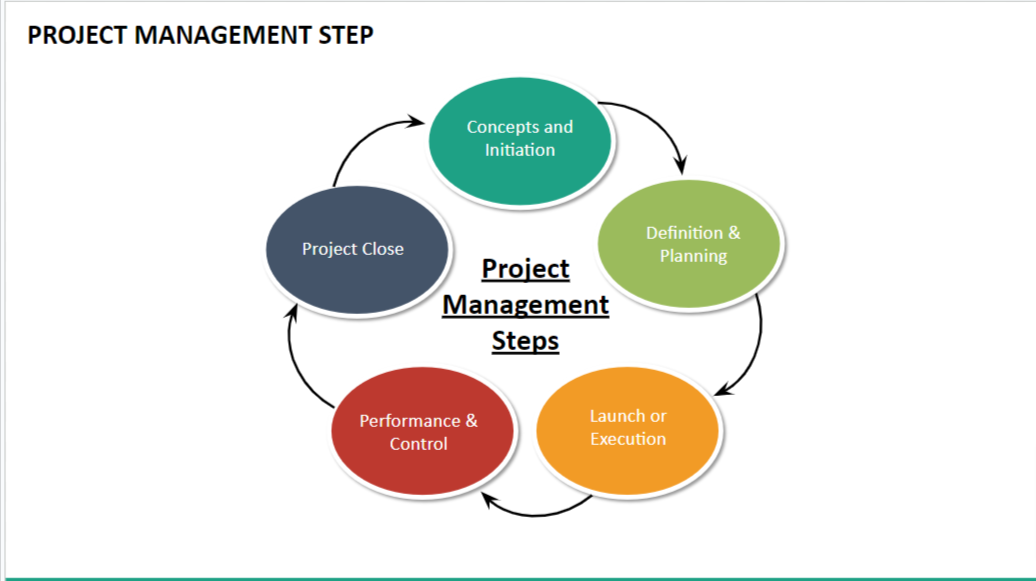 PROJECT MANAGEMENT STEP
Concepts and
Initiation
Definition &
Planning
Project Close
Project
Management
Steps
Performance &
Control
Launch or
Execution